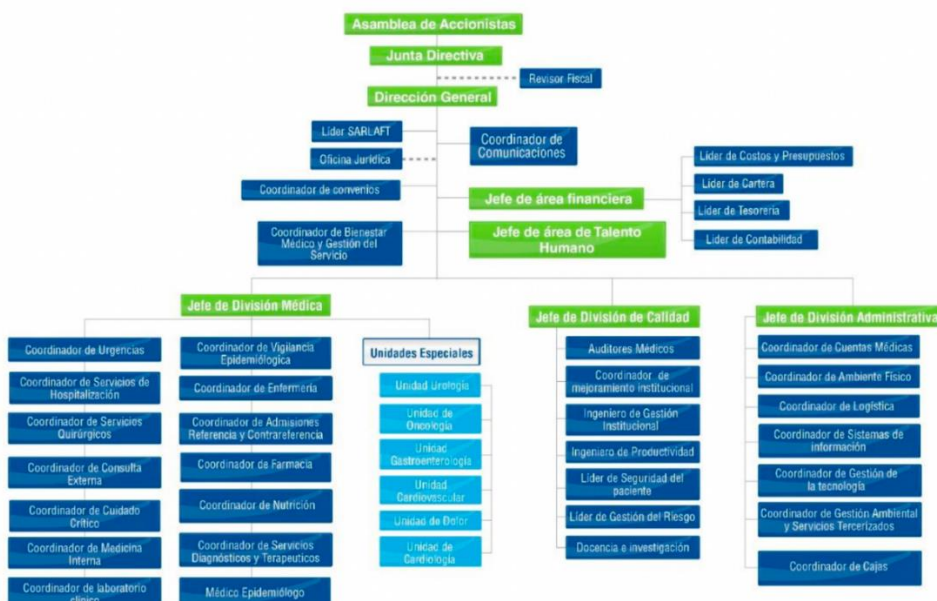 Asamblea de Accionistas
Junta Directiva
Revisor Fiscal
Dirección General
Líder SARLAFT
Coordinador de
Comunicaciones
Oficina Jurídica
Coordinador de convenios
Jefe de área financiera
Líder de Costos y Presupuestos
Líder de Cartera
Líder de Tesorería
Líder de Contabilidad
Coordinador de Bienestar
Médico y Gestión del
Servicio
Jefe de área de Talento
Humano
Jefe de División Médica
Jefe de División de Calidad
Jefe de División Administrativa
Coordinador de Urgencias
Coordinador de Servicios de
Hospitalización
Coordinador de Servicios
Quirúrgicos
Coordinador de Consulta
Externa
Coordinador de Cuidado
Crítico
Coordinador de Medicina
Interna
Coordinador de laboratorio
clínico
Coordinador de Vigilancia
Epidemiólogica
Coordinador de Enfermería
Coordinador de Admisiones
Referencia y Contrareferencia
Coordinador de Farmacia
Coordinador de Nutrición
Coordinador de Servicios
Diagnósticos y Terapeuticos
Médico Epidemiólogo
Unidades Especiales
Unidad Urología
Unidad de
Oncología
Unidad
Gastroenterología
Unidad
Cardiovascular
Unidad de Dolor
Unidad de
Cardiología
Auditores Médicos
Coordinador de
mejoramiento institucional
Ingeniero de Gestión
Institucional
Ingeniero de Productividad
Líder de Seguridad del
paciente
Líder de Gestión del Riesgo
Docencia e investigación
Coordinador de Cuentas Médicas
Coordinador de Ambiente Físico
Coordinador de Logística
Coordinador de Sistemas de
información
Coordinador de Gestión de
la tecnología
Coordinador de Gestión Ambiental
y Servicios Tercerizados
Coordinador de Cajas